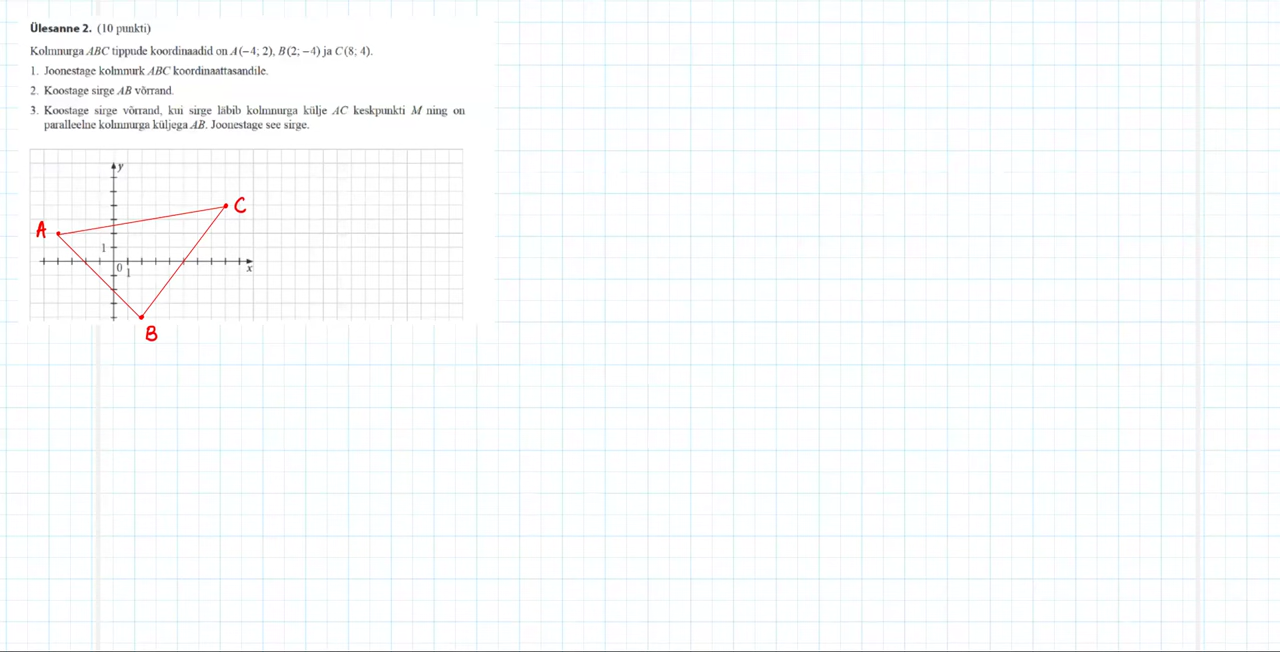 Ülesanne 2. (10 punkti)
Kolmnurga ABC tippude koordinaadid on A(−4; 2), B(2; −4) ja C(8; 4).
1. Joonestage kolmnurk ABC koordinaattasandile.
2. Koostage sirge AB võrrand.
3. Koostage sirge võrrand, kui sirge läbib kolmnurga külje AC keskpunkti M ning on
paralleelne kolmnurga küljega AB. Joonestage see sirge.
y
C
A
1
0
1
x
B